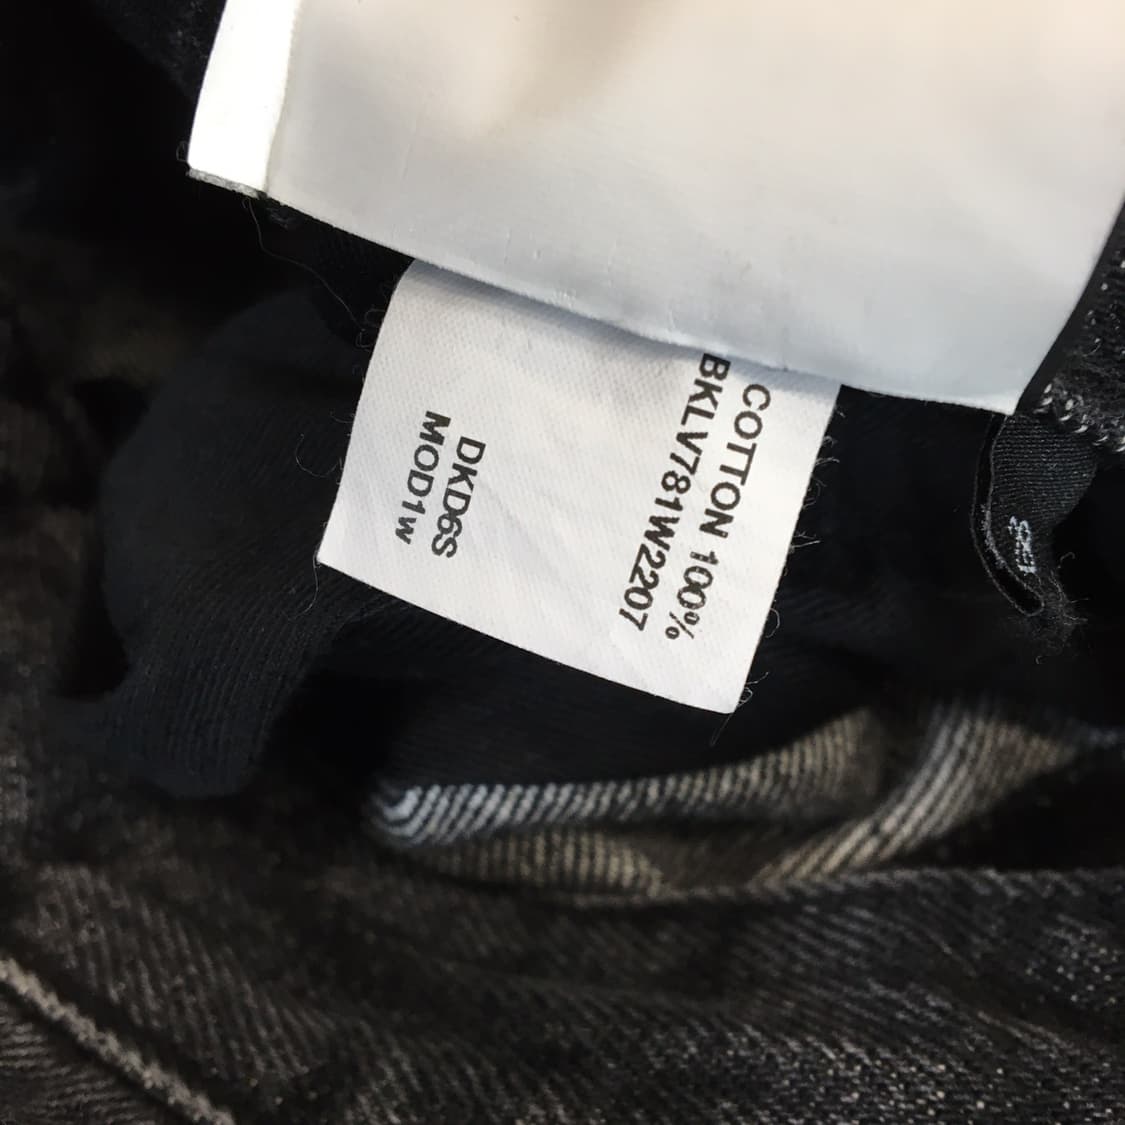 COTTON 100%
BKLV781W2207
DKD6S
MOD1W